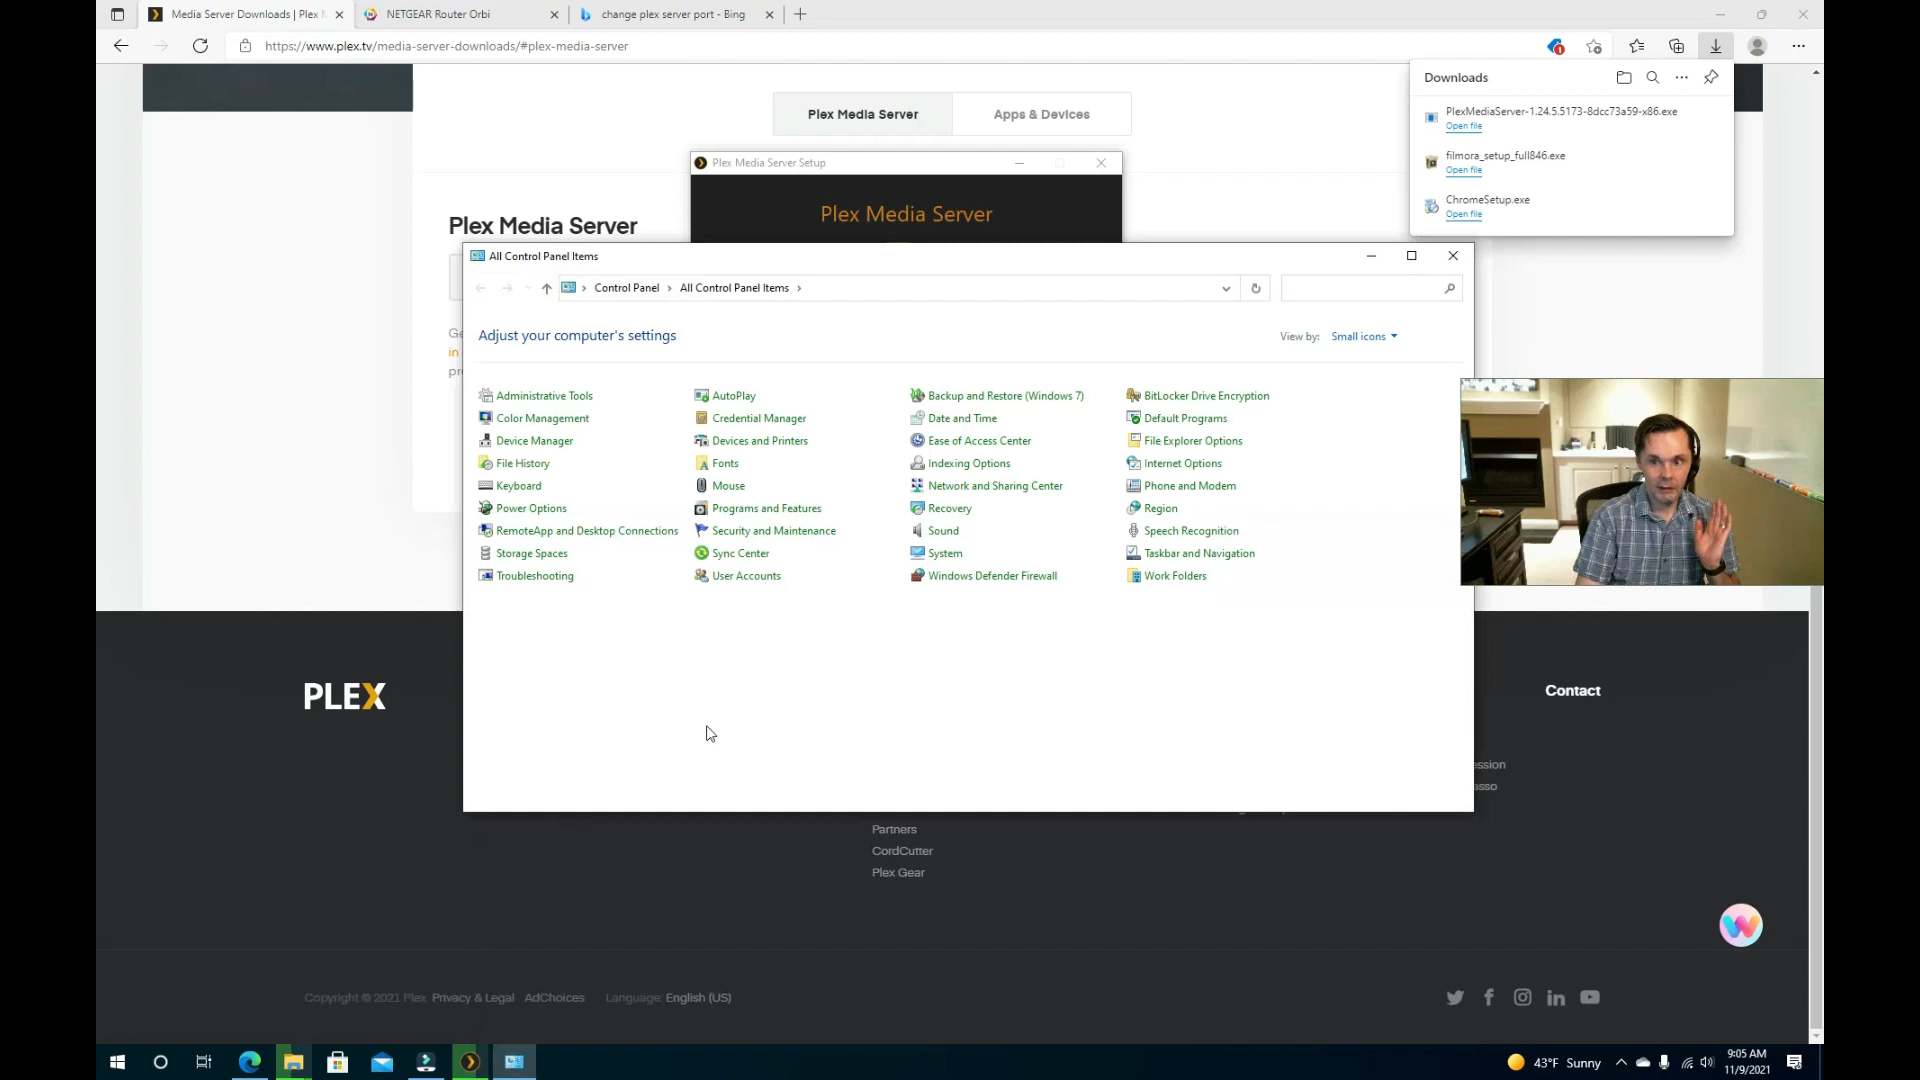 Media Server Downloads | Plex M
NETGEAR Router Orbi
change plex server port - Bing
https://www.plex.tv/media-server-downloads/#plex-media-server
1
Downloads
PlexMediaServer-1.24.5.5173-8dcc73a59-x86.exe
Open file
filmora_setup_full846.exe
Open file
ChromeSetup.exe
Open file
Plex Media Server
Apps & Devices
Plex Media Server Setup
Plex Media Server
Plex Media Server
Ge
in
pr
All Control Panel Items
Control Panel > All Control Panel Items >
Adjust your computer's settings
View by: Small icons
Administrative Tools
AutoPlay
Backup and Restore (Windows 7)
BitLocker Drive Encryption
Color Management
Credential Manager
Date and Time
Default Programs
Device Manager
Devices and Printers
Ease of Access Center
File Explorer Options
File History
Fonts
Indexing Options
Internet Options
Keyboard
Mouse
Network and Sharing Center
Phone and Modem
Power Options
Programs and Features
Recovery
Region
RemoteApp and Desktop Connections
Security and Maintenance
Sound
Speech Recognition
Storage Spaces
Sync Center
System
Taskbar and Navigation
Troubleshooting
User Accounts
Windows Defender Firewall
Work Folders
PLEX
Contact
ession
asso
Partners
CordCutter
Plex Gear
Copyright © 2021 Plex Privacy & Legal AdChoices Language: English (US)
43°F Sunny
9:05 AM
11/9/2021